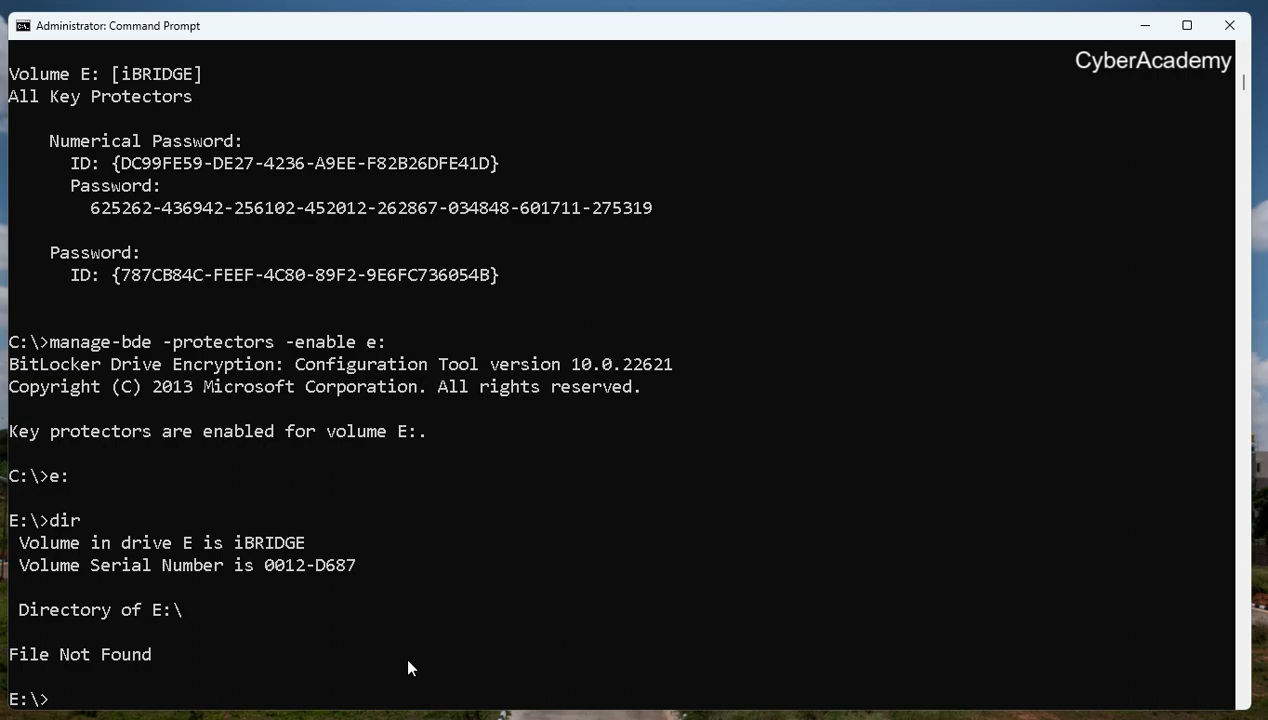 Administrator: Command Prompt
CyberAcademy
Volume E: [iBRIDGE]
All Key Protectors
Numerical Password:
ID: {DC99FE59-DE27-4236-A9EE-F82B26DFE41D}
Password:
625262-436942-256102-452012-262867-034848-601711-275319
Password:
ID: {787CB84C-FEEF-4C80-89F2-9E6FC736054B}
C:\>manage-bde -protectors -enable e:
BitLocker Drive Encryption: Configuration Tool version 10.0.22621
Copyright (C) 2013 Microsoft Corporation. All rights reserved.
Key protectors are enabled for volume E:.
C:\>e:
E:\>dir
Volume in drive E is iBRIDGE
Volume Serial Number is 0012-D687
Directory of E:\
File Not Found
E:\>